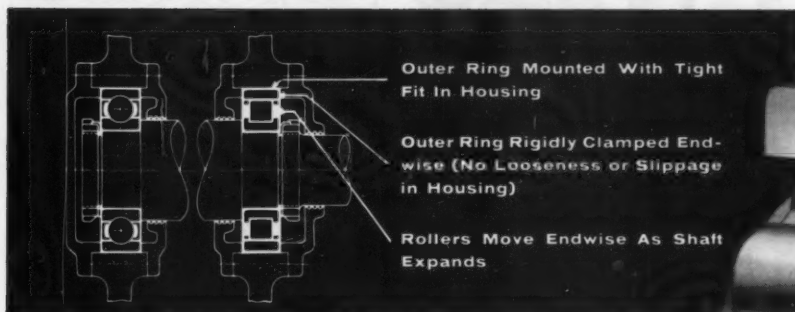 Outer Ring Mounted With Tight
Fit In Housing
Outer Ring Rigidly Clamped End-
wise (No Looseness or Slippage
in Housing)
Rollers Move Endwise As Shaft
Expands